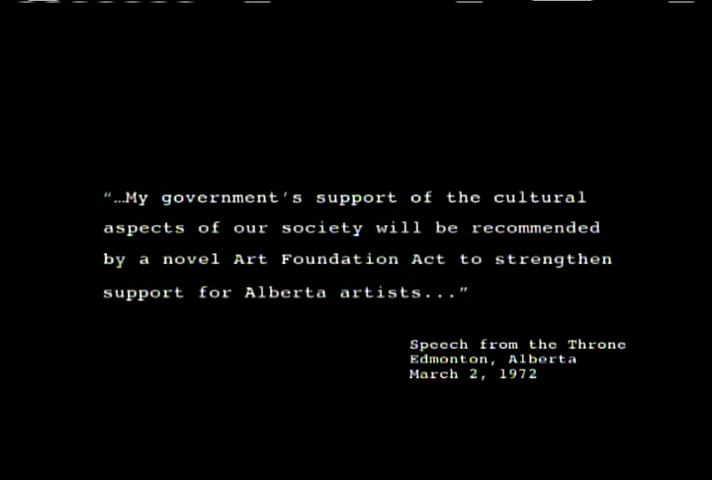 “…My government's support of the cultural
aspects of our society will be recommended
by a novel Art Foundation Act to strengthen
support for Alberta artists...”
Speech from the Throne
Edmonton, Alberta
March 2, 1972